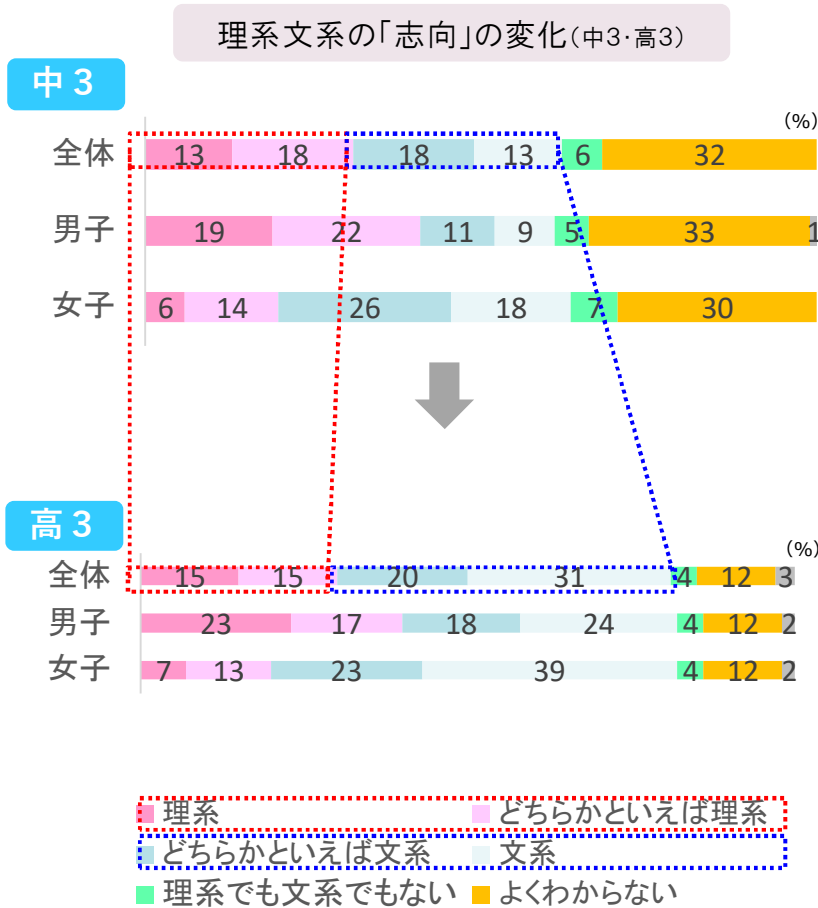 理系文系の「志向」の変化(中3・高3)
中3
(%)
全体 13 18 18 13 6 32
男子 19 22 11 9 5 33 1
女子 6 14 26 18 7 30
高3
(%)
全体 15 15 20 31 4 12 3
男子 23 17 18 24 4 12 2
女子 7 13 23 39 4 12 2
理系 どちらかといえば理系
どちらかといえば文系 文系
理系でも文系でもない よくわからない